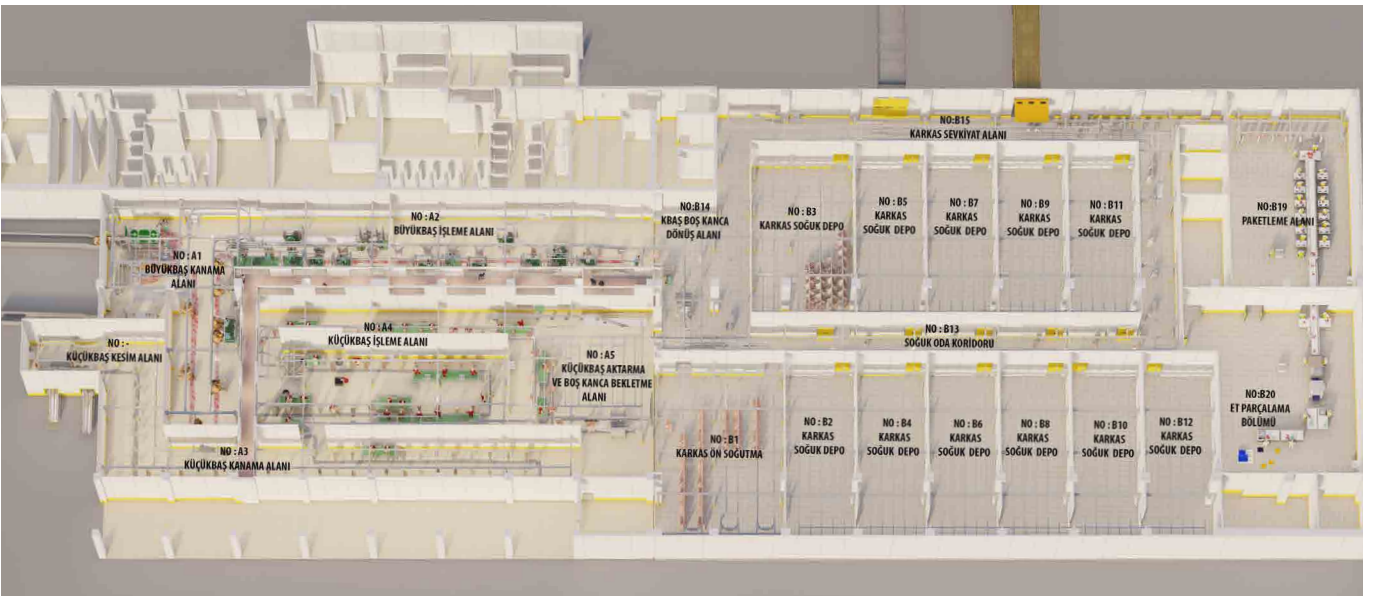 NO:B15
KARKAS SEVKİYAT ALANI
NO : A2
BÜYÜKBAŞ İŞLEME ALANI
NO:B14
KBAŞ BOŞ KANCA
DÖNÜŞ ALANI
NO : B3
KARKAS SOĞUK DEPO
NO : B5
KARKAS
SOĞUK DEPO
NO : B7
KARKAS
SOĞUK DEPO
NO : B9
KARKAS
SOĞUK DEPO
NO : B11
KARKAS
SOĞUK DEPO
NO:B19
PAKETLEME ALANI
NO : A1
BÜYÜKBAŞ KANAMA
ALANI
NO : -
KÜÇÜKBAŞ KESİM ALANI
NO : A4
KÜÇÜKBAŞ İŞLEME ALANI
NO : A5
KÜÇÜKBAŞ AKTARMA
VE BOŞ KANCA BEKLETME
ALANI
NO : B13
SOĞUK ODA KORİDORU
NO : A3
KÜÇÜKBAŞ KANAMA ALANI
NO : B1
KARKAS ÖN SOĞUTMA
NO : B2
KARKAS
SOĞUK DEPO
NO : B4
KARKAS
SOĞUK DEPO
NO : B6
KARKAS
SOĞUK DEPO
NO : B8
KARKAS
SOĞUK DEPO
NO : B10
KARKAS
SOĞUK DEPO
NO : B12
KARKAS
SOĞUK DEPO
NO:B20
ET PARÇALAMA
BÖLÜMÜ